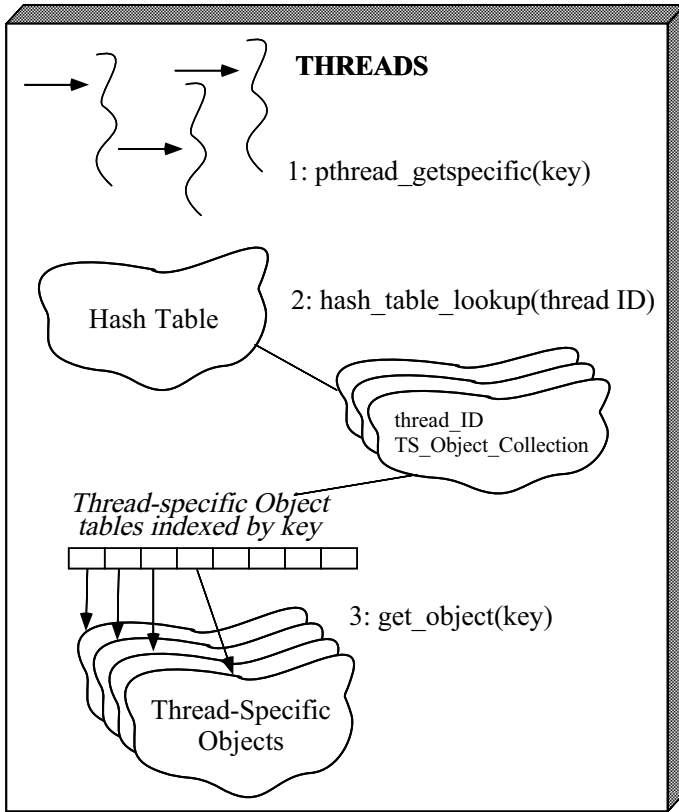 THREADS
1: pthread_getspecific(key)
2: hash_table_lookup(thread ID)
Hash Table
thread_ID
TS_Object_Collection
Thread-specific Object
tables indexed by key
3: get_object(key)
Thread-Specific
Objects